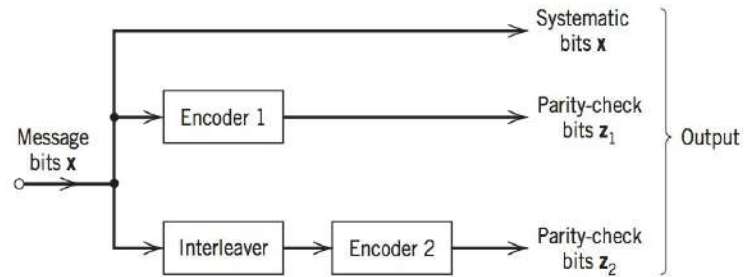 Systematic
bits x
Encoder 1
Parity-check
bits z₁
Message
bits x
Output
Interleaver
Encoder 2
Parity-check
bits z₂